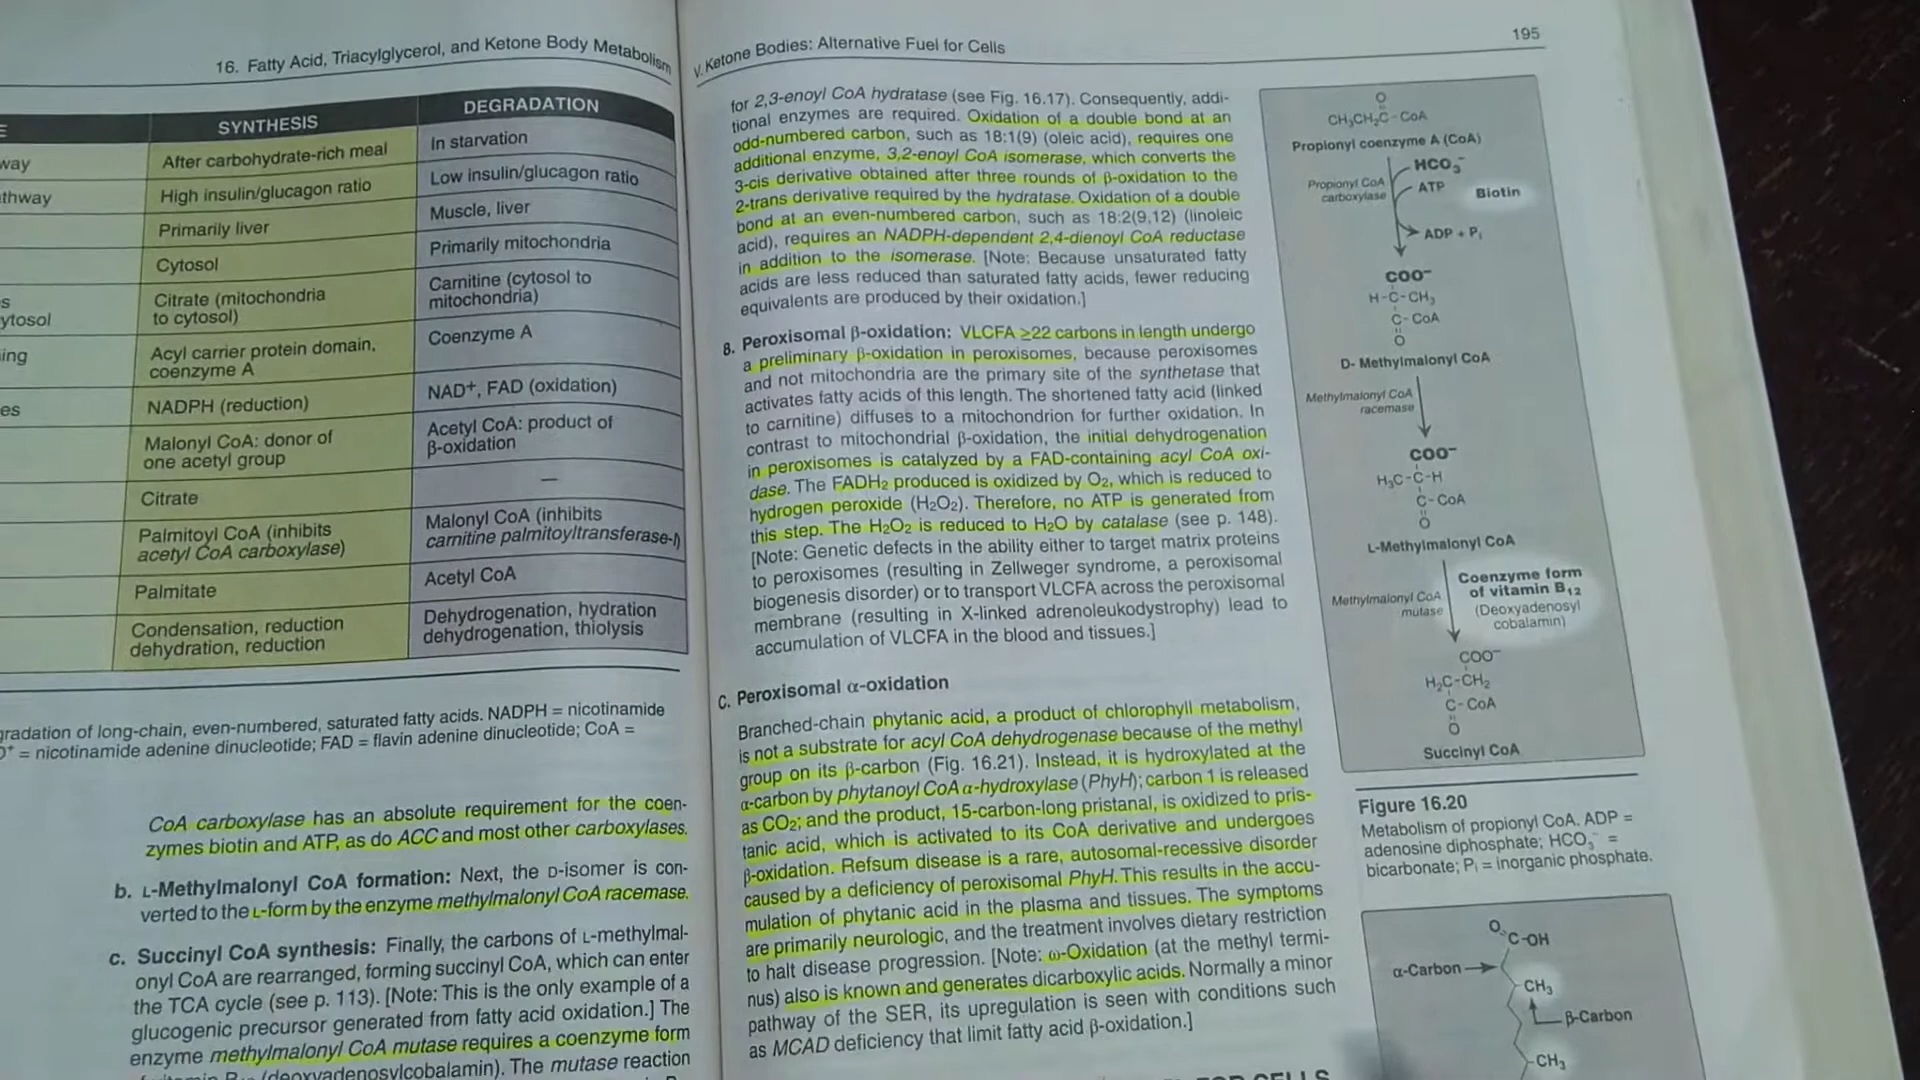 16. Fatty Acid, Triacylglycerol, and Ketone Body Metabolism
SYNTHESIS
DEGRADATION
way
After carbohydrate-rich meal
In starvation
thway
High insulin/glucagon ratio
Low insulin/glucagon ratio
Primarily liver
Muscle, liver
Cytosol
Primarily mitochondria
s
ytosol
Citrate (mitochondria
to cytosol)
Carnitine (cytosol to
mitochondria)
ing
Acyl carrier protein domain,
coenzyme A
Coenzyme A
es
NADPH (reduction)
NAD⁺, FAD (oxidation)
Malonyl CoA: donor of
one acetyl group
Acetyl CoA: product of
β-oxidation
Citrate
—
Palmitoyl CoA (inhibits
acetyl CoA carboxylase)
Malonyl CoA (inhibits
carnitine palmitoyltransferase-I)
Palmitate
Acetyl CoA
Condensation, reduction
dehydration, reduction
Dehydrogenation, hydration
dehydrogenation, thiolysis
gradation of long-chain, even-numbered, saturated fatty acids. NADPH = nicotinamide
D⁺ = nicotinamide adenine dinucleotide; FAD = flavin adenine dinucleotide; CoA =
CoA carboxylase has an absolute requirement for the coen-
zymes biotin and ATP, as do ACC and most other carboxylases.
b. L-Methylmalonyl CoA formation: Next, the D-isomer is con-
verted to the L-form by the enzyme methylmalonyl CoA racemase.
c. Succinyl CoA synthesis: Finally, the carbons of L-methylmal-
onyl CoA are rearranged, forming succinyl CoA, which can enter
the TCA cycle (see p. 113). [Note: This is the only example of a
glucogenic precursor generated from fatty acid oxidation.] The
enzyme methylmalonyl CoA mutase requires a coenzyme form
(deoxyadenosylcobalamin). The mutase reaction
V. Ketone Bodies: Alternative Fuel for Cells
195
for 2,3-enoyl CoA hydratase (see Fig. 16.17). Consequently, addi-
tional enzymes are required. Oxidation of a double bond at an
odd-numbered carbon, such as 18:1(9) (oleic acid), requires one
additional enzyme, 3,2-enoyl CoA isomerase, which converts the
3-cis derivative obtained after three rounds of β-oxidation to the
2-trans derivative required by the hydratase. Oxidation of a double
bond at an even-numbered carbon, such as 18:2(9,12) (linoleic
acid), requires an NADPH-dependent 2,4-dienoyl CoA reductase
in addition to the isomerase. [Note: Because unsaturated fatty
acids are less reduced than saturated fatty acids, fewer reducing
equivalents are produced by their oxidation.]
8. Peroxisomal β-oxidation: VLCFA ≥22 carbons in length undergo
a preliminary β-oxidation in peroxisomes, because peroxisomes
and not mitochondria are the primary site of the synthetase that
activates fatty acids of this length. The shortened fatty acid (linked
to carnitine) diffuses to a mitochondrion for further oxidation. In
contrast to mitochondrial β-oxidation, the initial dehydrogenation
in peroxisomes is catalyzed by a FAD-containing acyl CoA oxi-
dase. The FADH₂ produced is oxidized by O₂, which is reduced to
hydrogen peroxide (H₂O₂). Therefore, no ATP is generated from
this step. The H₂O₂ is reduced to H₂O by catalase (see p. 148).
[Note: Genetic defects in the ability either to target matrix proteins
to peroxisomes (resulting in Zellweger syndrome, a peroxisomal
biogenesis disorder) or to transport VLCFA across the peroxisomal
membrane (resulting in X-linked adrenoleukodystrophy) lead to
accumulation of VLCFA in the blood and tissues.]
C. Peroxisomal α-oxidation
Branched-chain phytanic acid, a product of chlorophyll metabolism,
is not a substrate for acyl CoA dehydrogenase because of the methyl
group on its β-carbon (Fig. 16.21). Instead, it is hydroxylated at the
α-carbon by phytanoyl CoA α-hydroxylase (PhyH); carbon 1 is released
as CO₂; and the product, 15-carbon-long pristanal, is oxidized to pris-
tanic acid, which is activated to its CoA derivative and undergoes
β-oxidation. Refsum disease is a rare, autosomal-recessive disorder
caused by a deficiency of peroxisomal PhyH. This results in the accu-
mulation of phytanic acid in the plasma and tissues. The symptoms
are primarily neurologic, and the treatment involves dietary restriction
to halt disease progression. [Note: ω-Oxidation (at the methyl termi-
nus) also is known and generates dicarboxylic acids. Normally a minor
pathway of the SER, its upregulation is seen with conditions such
as MCAD deficiency that limit fatty acid β-oxidation.]
O
CH₃CH₂C-CoA
Propionyl coenzyme A (CoA)
HCO₃⁻
Propionyl CoA
carboxylase
ATP
Biotin
ADP + Pᵢ
COO⁻
H-C-CH₃
C-CoA
O
D-Methylmalonyl CoA
Methylmalonyl CoA
racemase
COO⁻
H₃C-C-H
C-CoA
O
L-Methylmalonyl CoA
Methylmalonyl CoA
mutase
Coenzyme form
of vitamin B₁₂
(Deoxyadenosyl
cobalamin)
COO⁻
H₂C-CH₂
C-CoA
O
Succinyl CoA
Figure 16.20
Metabolism of propionyl CoA. ADP =
adenosine diphosphate; HCO₃⁻ =
bicarbonate; Pᵢ = inorganic phosphate.
O
C-OH
α-Carbon
CH₃
β-Carbon
CH₃